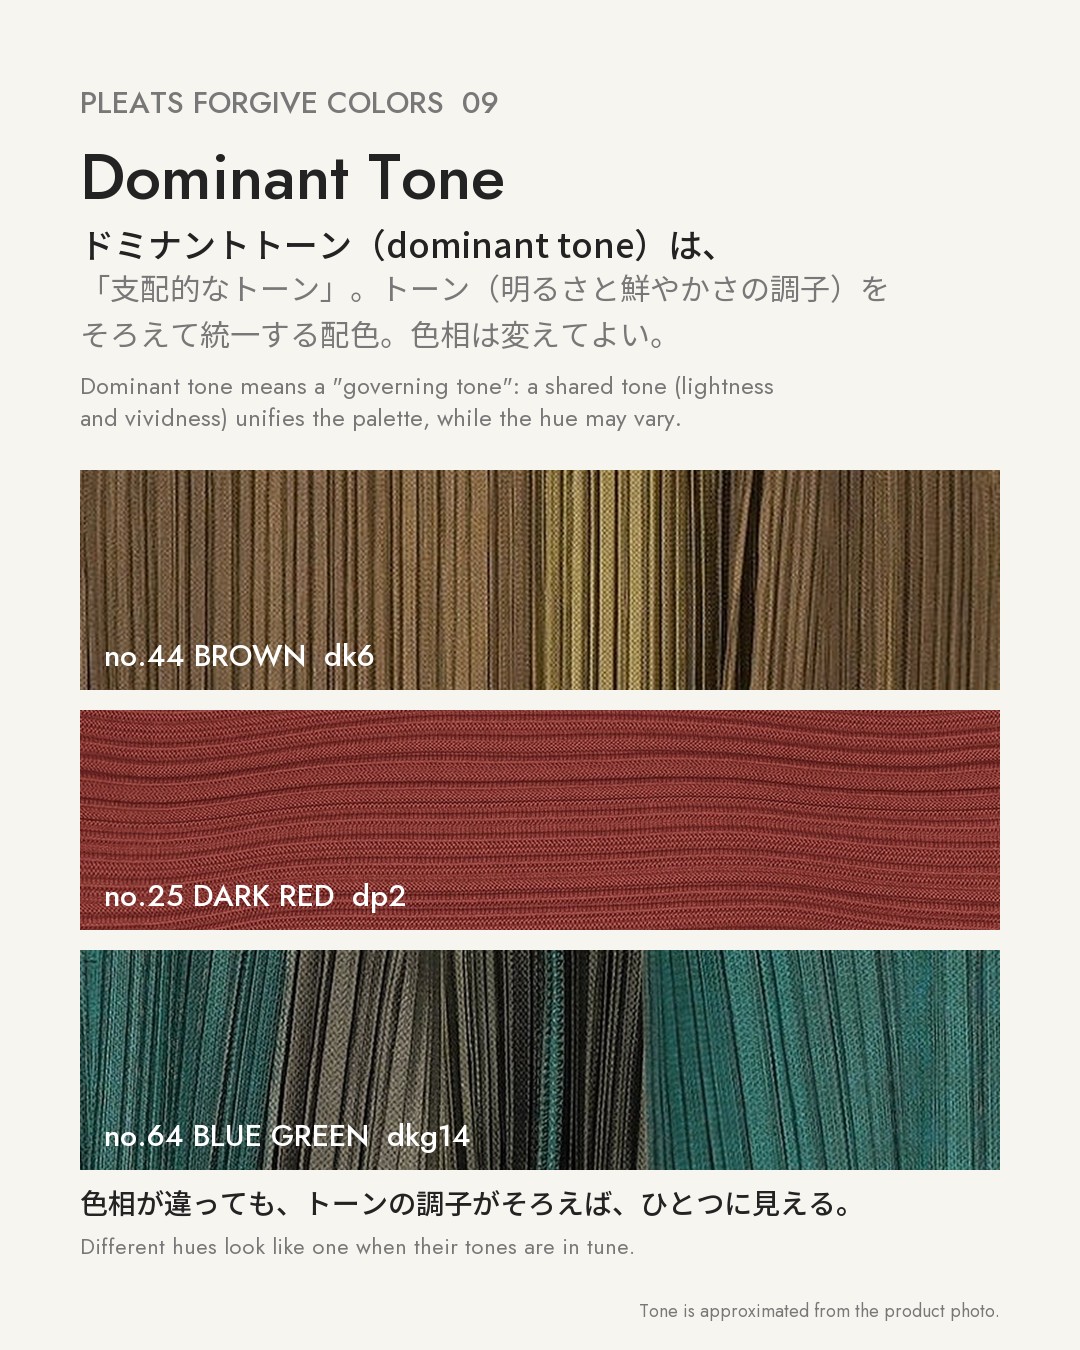 PLEATS FORGIVE COLORS 09
Dominant Tone
ドミナントトーン（dominant tone）は、
「支配的なトーン」。トーン（明るさと鮮やかさの調子）を
そろえて統一する配色。色相は変えてよい。
Dominant tone means a "governing tone": a shared tone (lightness
and vividness) unifies the palette, while the hue may vary.
no.44 BROWN dk6
no.25 DARK RED dp2
no.64 BLUE GREEN dkg14
色相が違っても、トーンの調子がそろえば、ひとつに見える。
Different hues look like one when their tones are in tune.
Tone is approximated from the product photo.